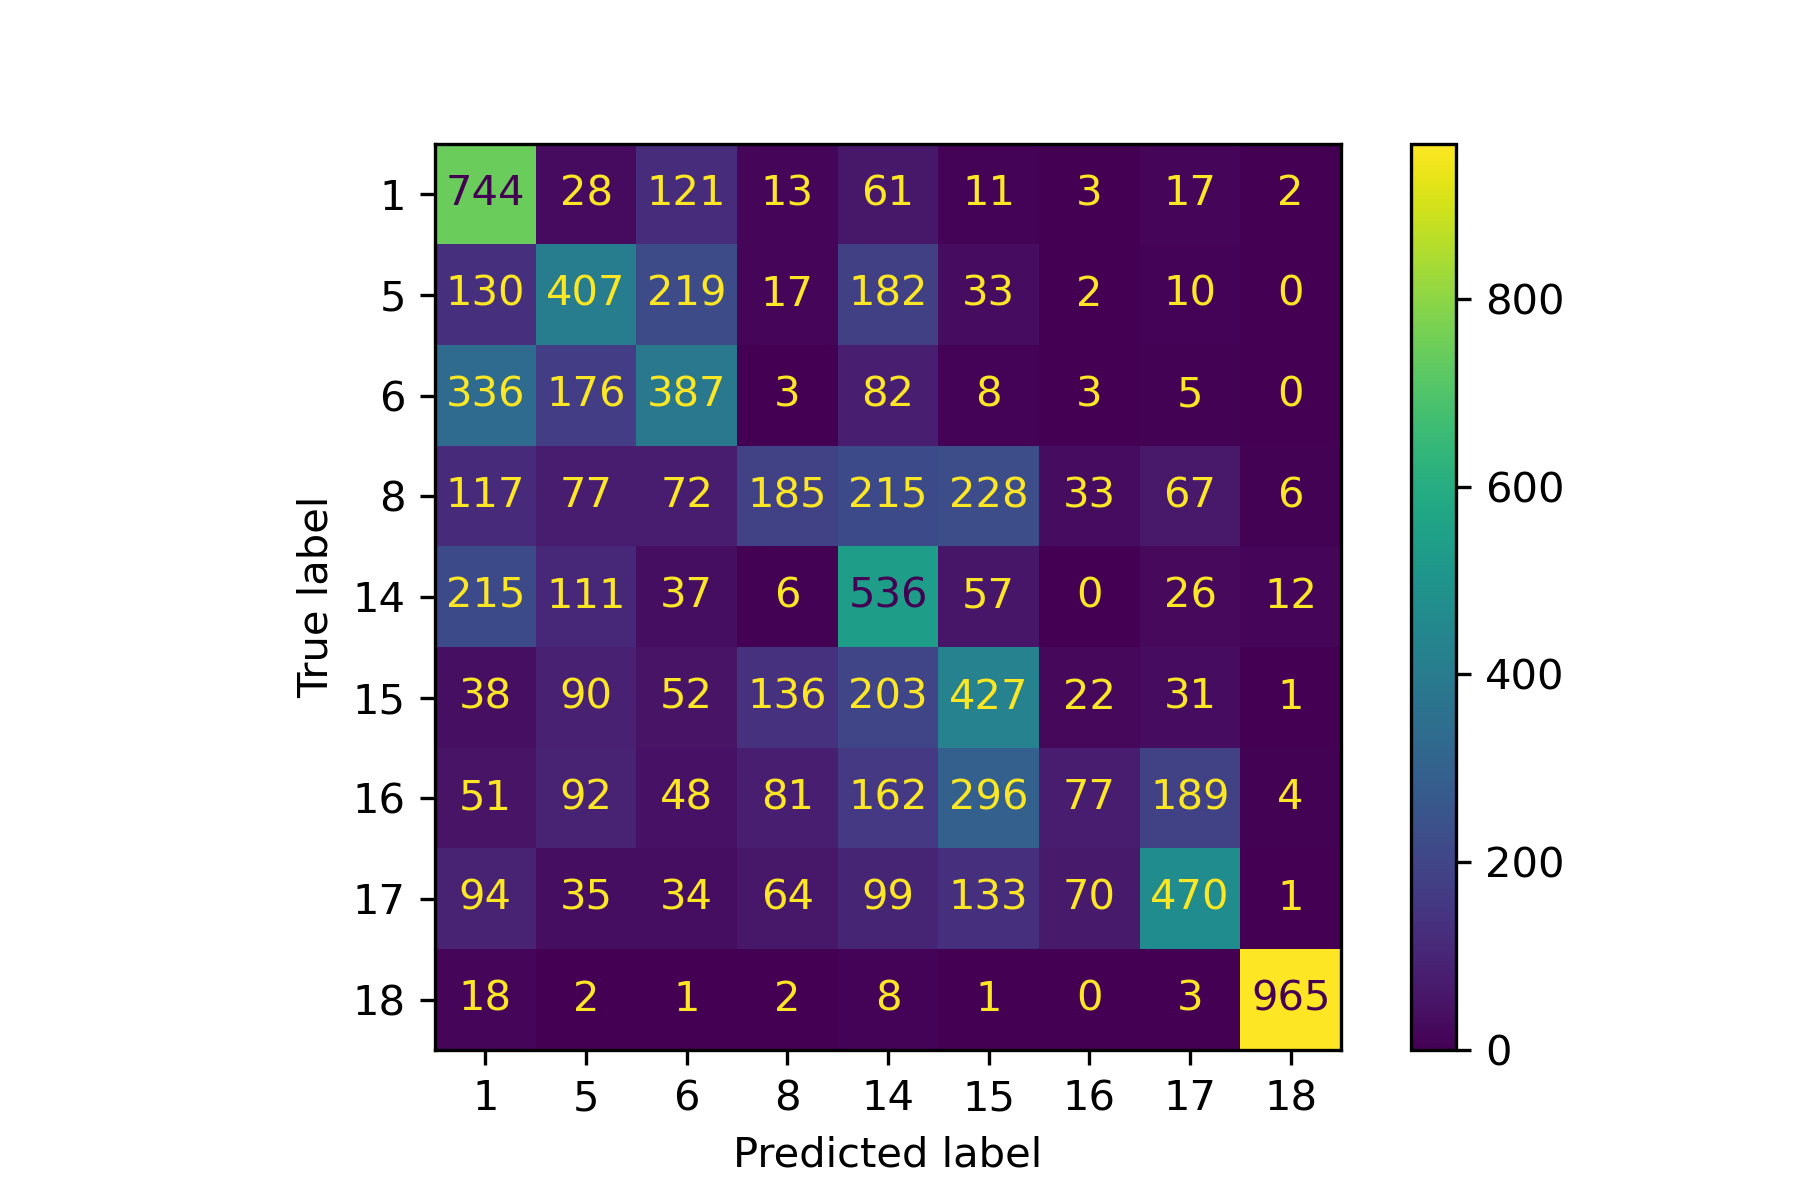 True label
1 744 28 121 13 61 11 3 17 2
5 130 407 219 17 182 33 2 10 0
6 336 176 387 3 82 8 3 5 0
8 117 77 72 185 215 228 33 67 6
14 215 111 37 6 536 57 0 26 12
15 38 90 52 136 203 427 22 31 1
16 51 92 48 81 162 296 77 189 4
17 94 35 34 64 99 133 70 470 1
18 18 2 1 2 8 1 0 3 965
1 5 6 8 14 15 16 17 18
Predicted label
800
600
400
200
0